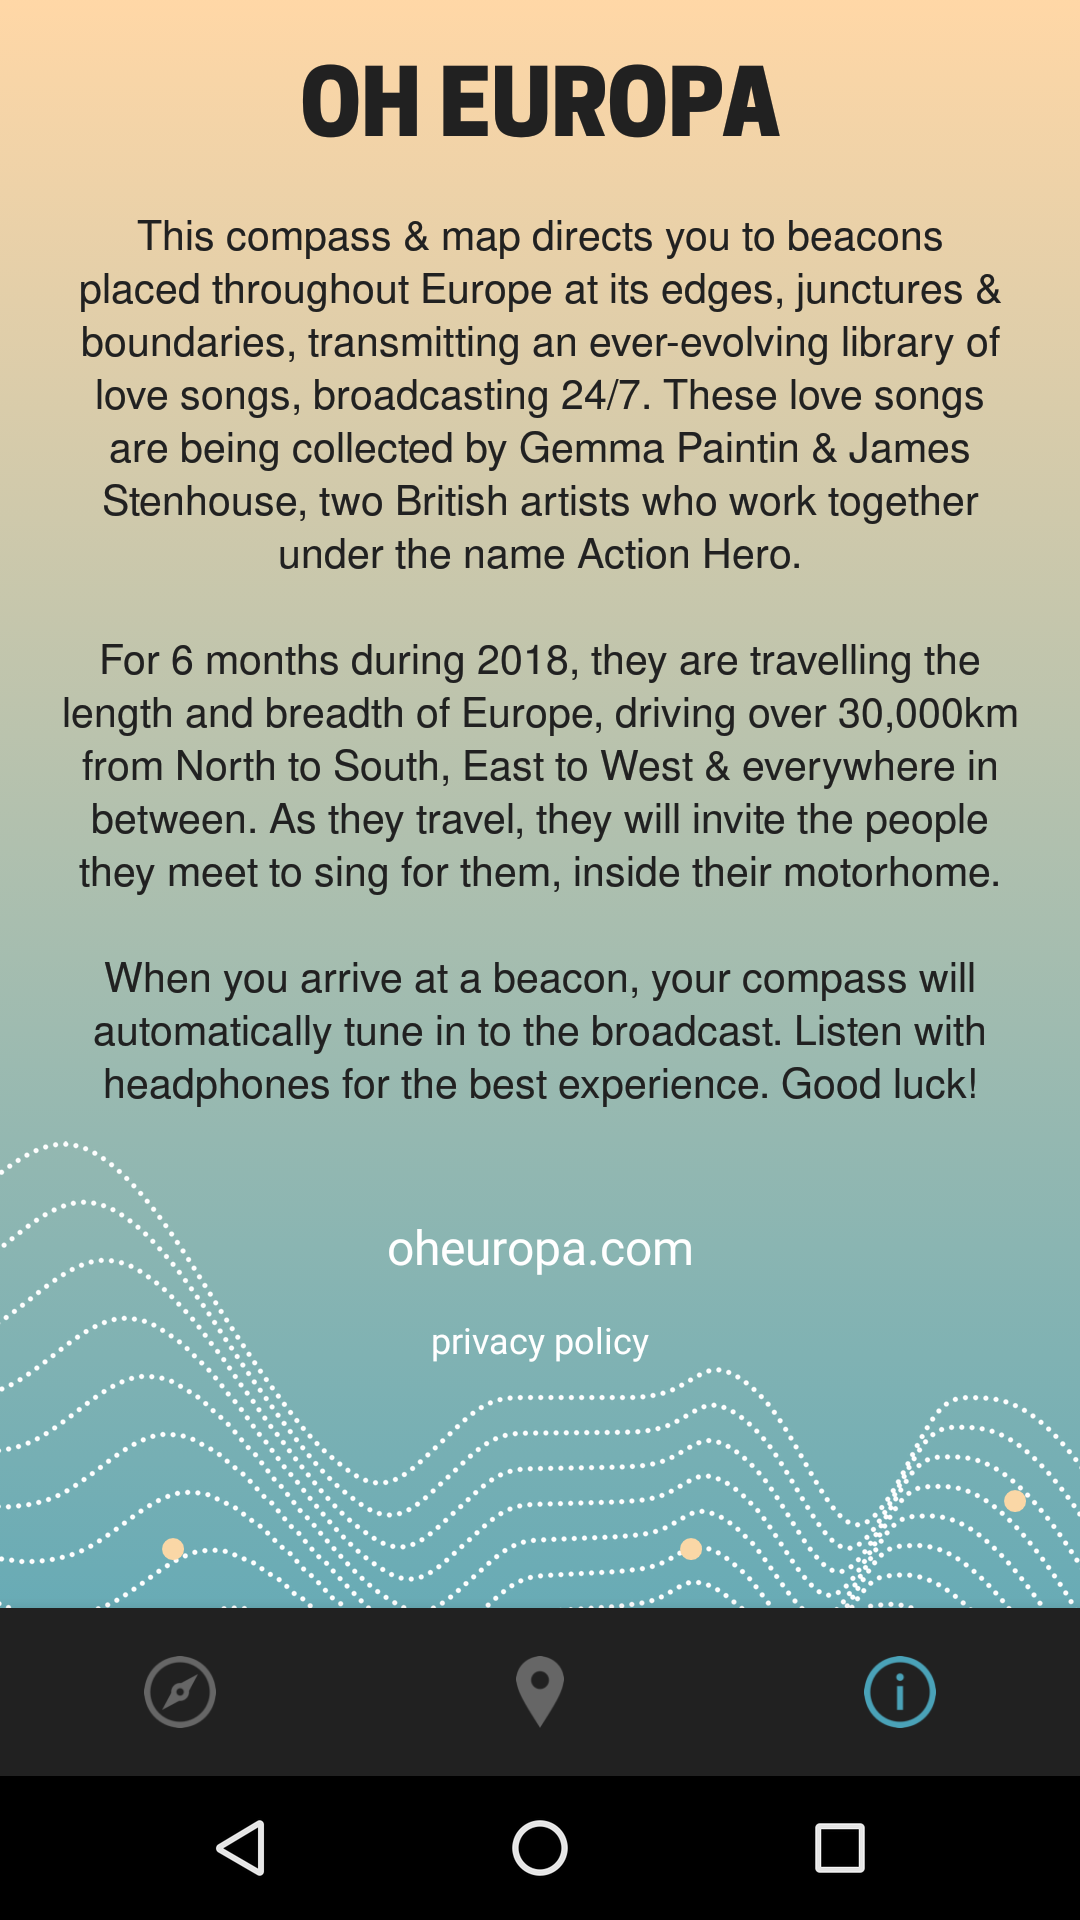 OH EUROPA
This compass & map directs you to beacons
placed throughout Europe at its edges, junctures &
boundaries, transmitting an ever-evolving library of
love songs, broadcasting 24/7. These love songs
are being collected by Gemma Paintin & James
Stenhouse, two British artists who work together
under the name Action Hero.
For 6 months during 2018, they are travelling the
length and breadth of Europe, driving over 30,000km
from North to South, East to West & everywhere in
between. As they travel, they will invite the people
they meet to sing for them, inside their motorhome.
When you arrive at a beacon, your compass will
automatically tune in to the broadcast. Listen with
headphones for the best experience. Good luck!
oheuropa.com
privacy policy